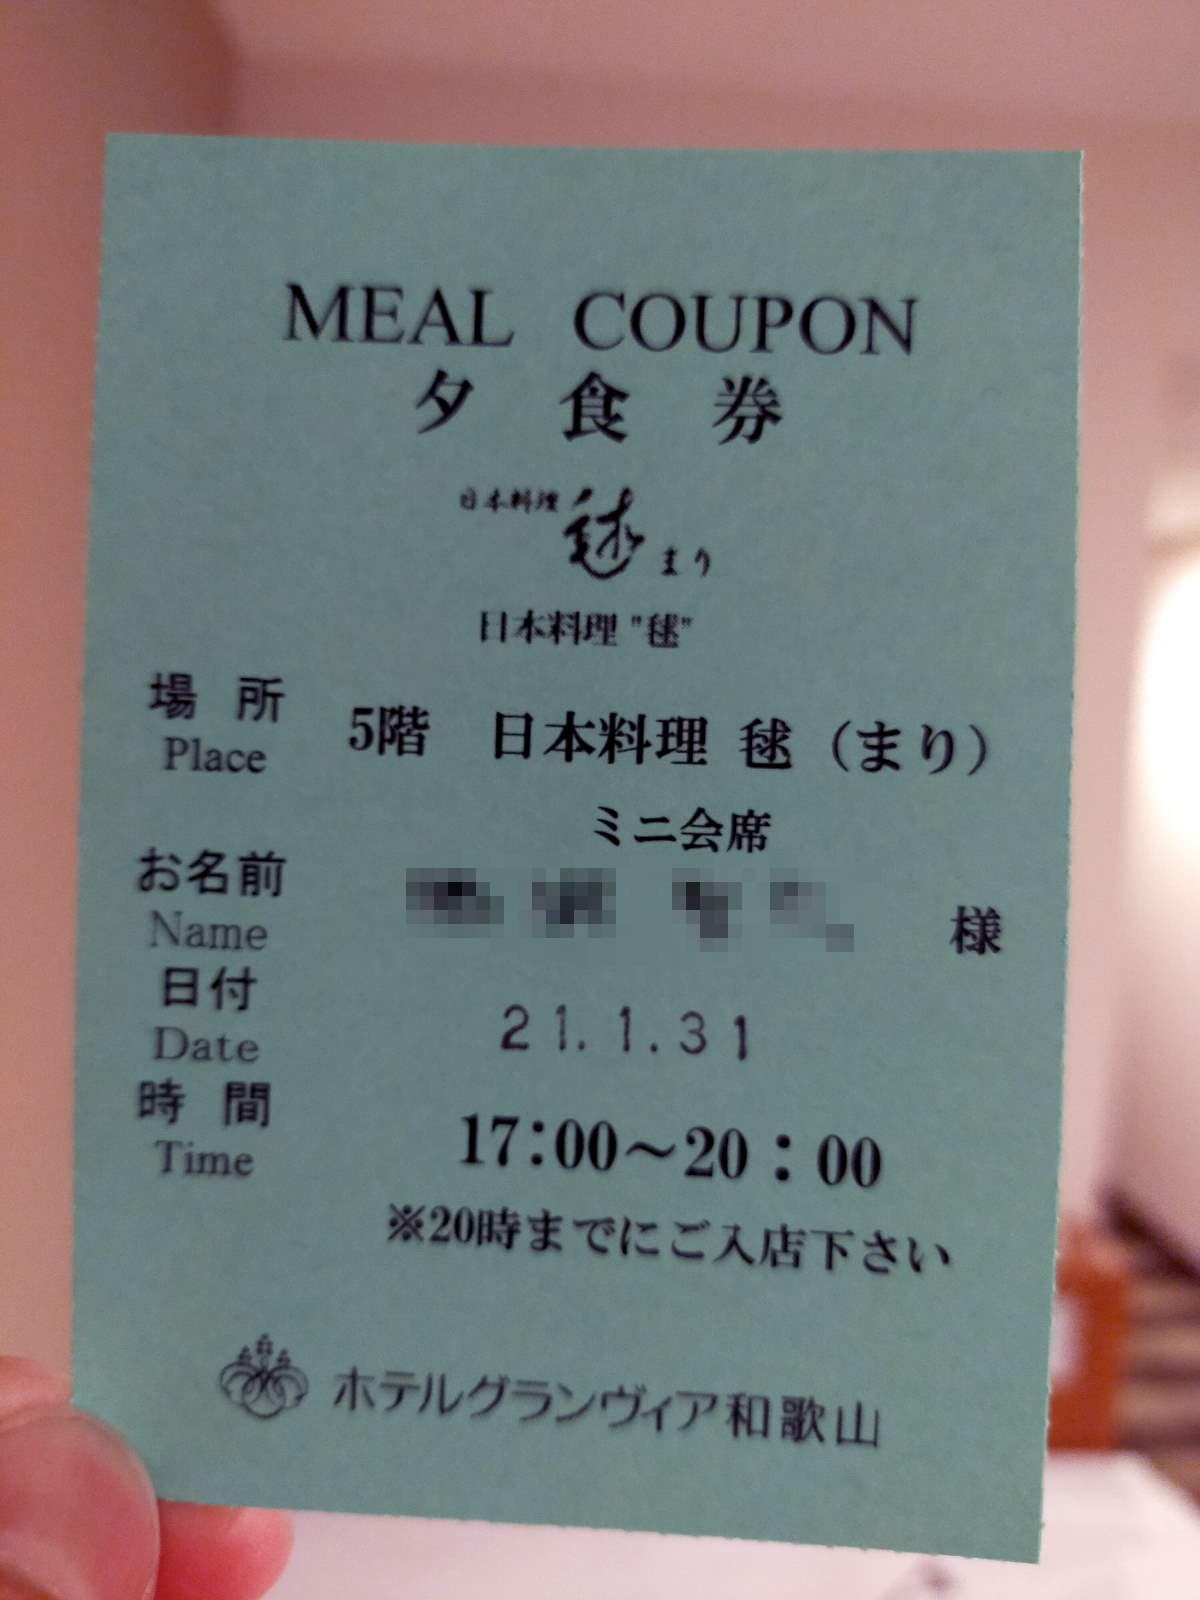 MEAL COUPON
夕食券
日本料理 毬 まり
日本料理 "毬"
場所 5階 日本料理 毬（まり）
Place
ミニ会席
お名前 様
Name
日付 21.1.31
Date
時間 17:00～20：00
Time
※20時までにご入店下さい
ホテルグランヴィア和歌山